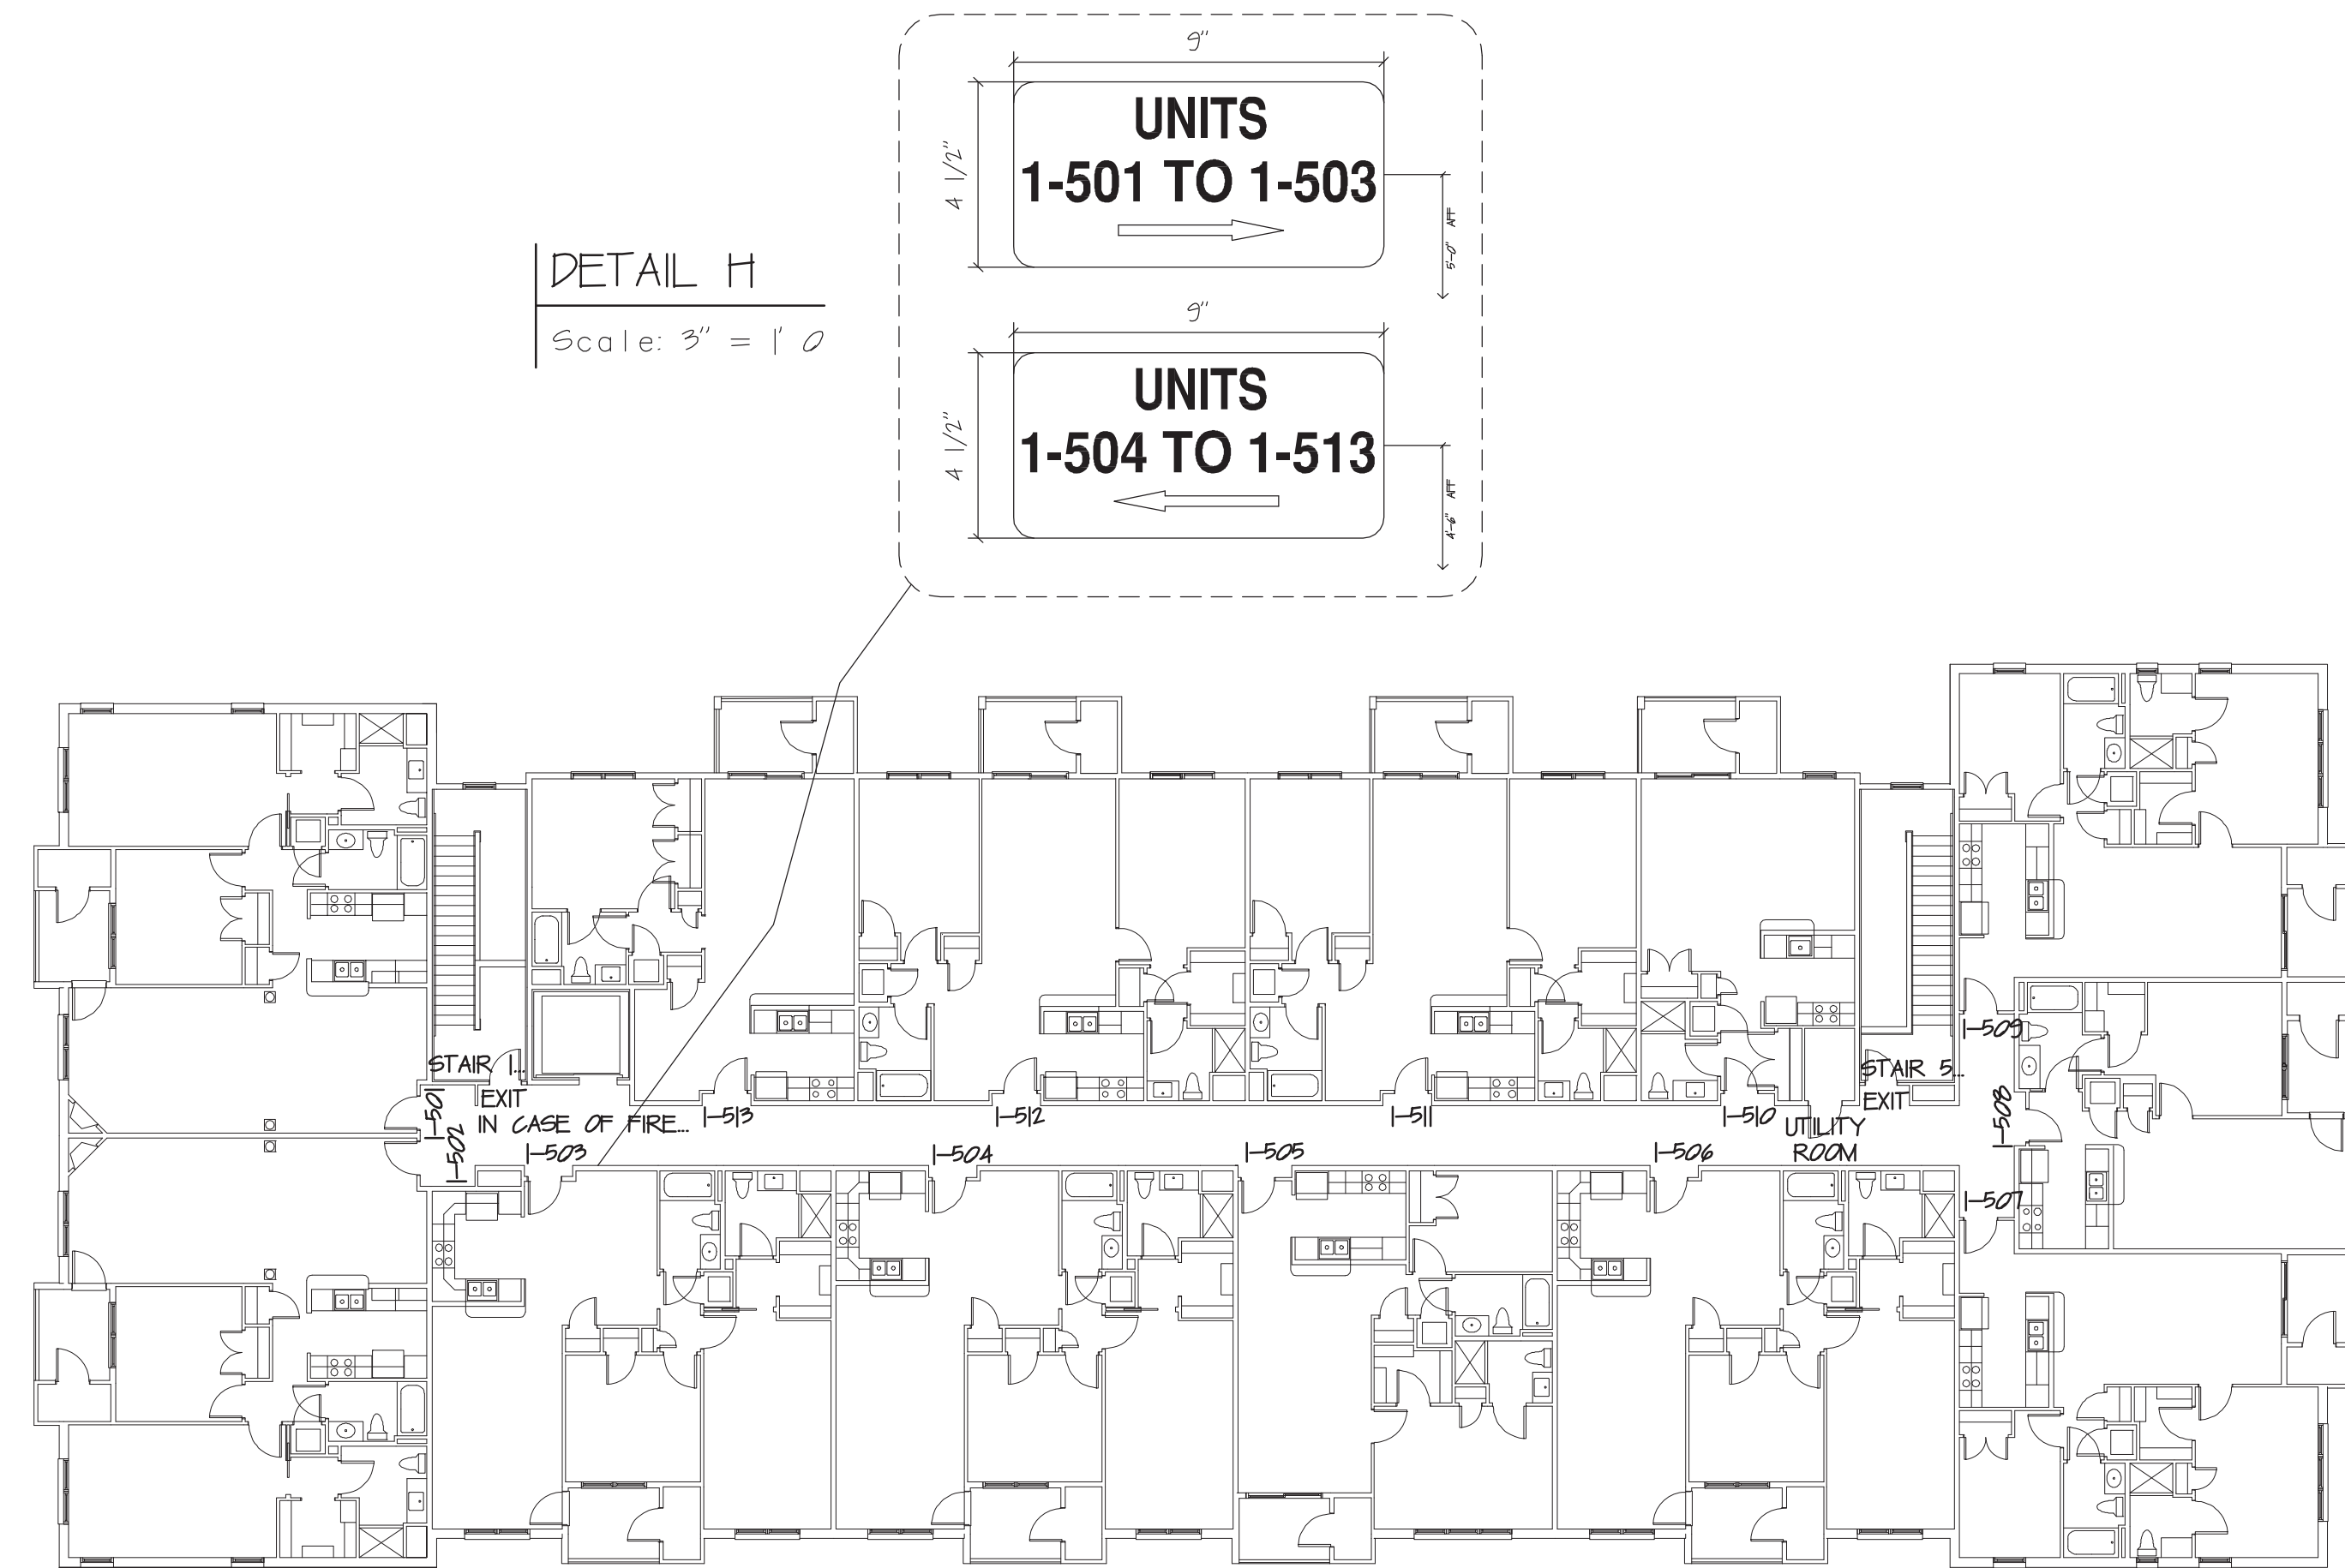 9"
4 1/2"
UNITS
1-501 TO 1-503
5'-0" AFF
DETAIL H
Scale: 3" = 1' 0
9"
4 1/2"
UNITS
1-504 TO 1-513
4'-6" AFF
1-509
STAIR 1...
STAIR 5...
1-501
EXIT
EXIT
1-508
IN CASE OF FIRE...
1-513
1-512
1-511
1-510
UTILITY
ROOM
1-502
1-503
1-504
1-505
1-506
1-507